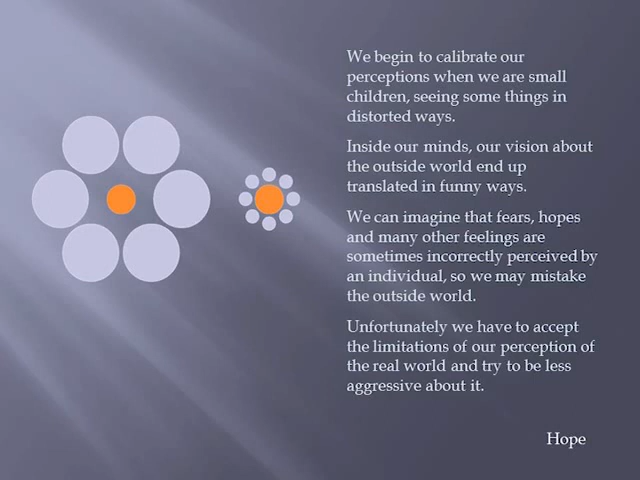 We begin to calibrate our
perceptions when we are small
children, seeing some things in
distorted ways.
Inside our minds, our vision about
the outside world end up
translated in funny ways.
We can imagine that fears, hopes
and many other feelings are
sometimes incorrectly perceived by
an individual, so we may mistake
the outside world.
Unfortunately we have to accept
the limitations of our perception of
the real world and try to be less
aggressive about it.
Hope